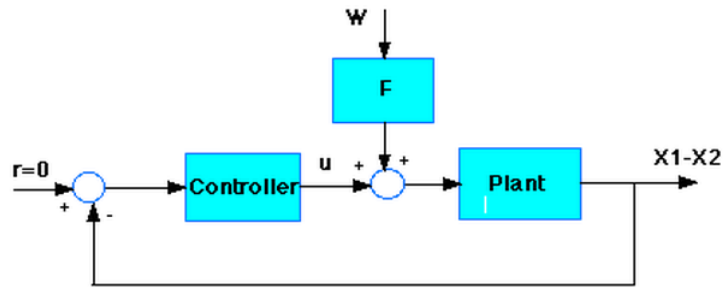 W
F
r=0
+
-
Controller
u
+
+
Plant
X1-X2